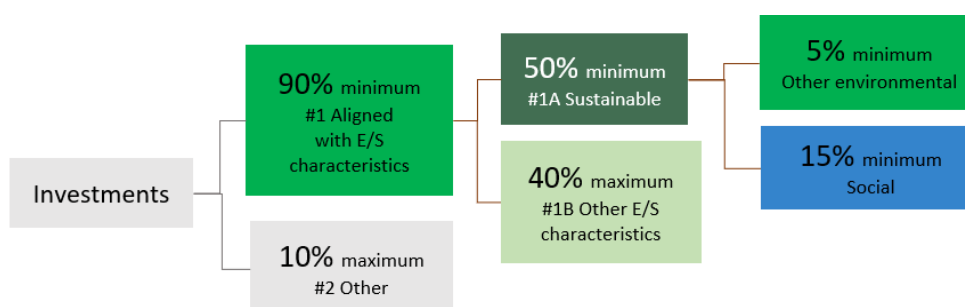 Investments
90% minimum
#1 Aligned
with E/S
characteristics
10% maximum
#2 Other
50% minimum
#1A Sustainable
40% maximum
#1B Other E/S
characteristics
5% minimum
Other environmental
15% minimum
Social